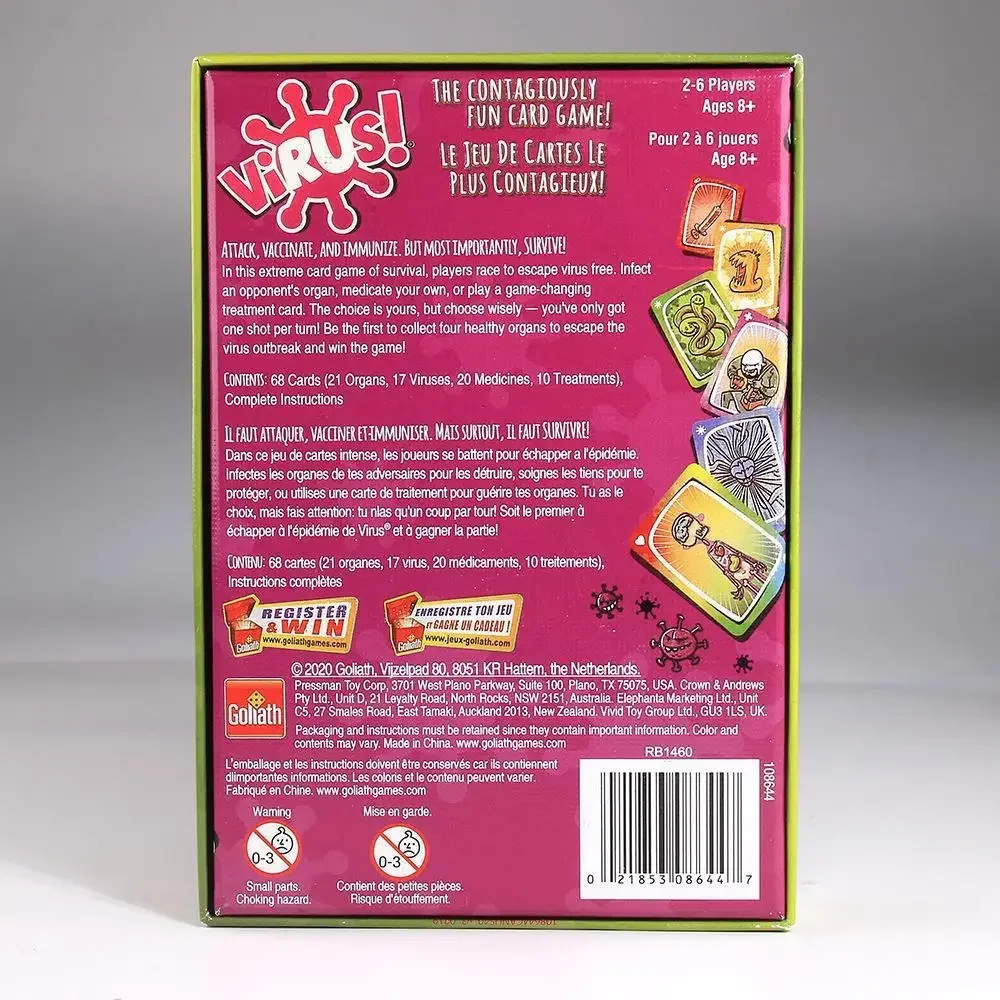 ViRUS!®
THE CONTAGIOUSLY
FUN CARD GAME!
LE JEU DE CARTES LE
PLUS CONTAGIEUX!
2-6 Players
Ages 8+
Pour 2 à 6 jouers
Age 8+
ATTACK, VACCINATE, AND IMMUNIZE. BUT MOST IMPORTANTLY, SURVIVE!
In this extreme card game of survival, players race to escape virus free. Infect
an opponent's organ, medicate your own, or play a game-changing
treatment card. The choice is yours, but choose wisely — you've only got
one shot per turn! Be the first to collect four healthy organs to escape the
virus outbreak and win the game!
CONTENTS: 68 Cards (21 Organs, 17 Viruses, 20 Medicines, 10 Treatments),
Complete Instructions
IL FAUT ATTAQUER, VACCINER ET IMMUNISER. MAIS SURTOUT, IL FAUT SURVIVRE!
Dans ce jeu de cartes intense, les joueurs se battent pour échapper a l'épidémie.
Infectes les organes de tes adversaires pour les détruire, soignes les tiens pour te
protéger, ou utilises une carte de traitement pour guérire tes organes. Tu as le
choix, mais fais attention: tu nlas qu'un coup par tour! Soit le premier à
échapper à l'épidémie de Virus® et à gagner la partie!
CONTENU: 68 cartes (21 organes, 17 virus, 20 médicaments, 10 treitements),
Instructions complètes
REGISTER
& WIN
Goliath
www.goliathgames.com
ENREGISTRE TON JEU
ET GAGNE UN CADEAU !
Goliath
www.jeux-goliath.com
© 2020 Goliath, Vijzelpad 80, 8051 KR Hattem, the Netherlands.
Goliath
Pressman Toy Corp, 3701 West Plano Parkway, Suite 100, Plano, TX 75075, USA. Crown & Andrews
Pty Ltd., Unit D, 21 Leyalty Road, North Rocks, NSW 2151, Australia. Elephanta Marketing Ltd., Unit
C5, 27 Smales Road, East Tamaki, Auckland 2013, New Zealand. Vivid Toy Group Ltd., GU3 1LS, UK.
Packaging and instructions must be retained since they contain important information. Color and
contents may vary. Made in China. www.goliathgames.com
L'emballage et les instructions doivent être conservés car ils contiennent
dlimportantes informations. Les coloris et le contenu peuvent varier.
Fabriqué en Chine. www.goliathgames.com
RB1460
108644
Warning
0-3
Small parts.
Choking hazard.
Mise en garde.
0-3
Contient des petites pièces.
Risque d'étouffement.
0 21853 08644 7